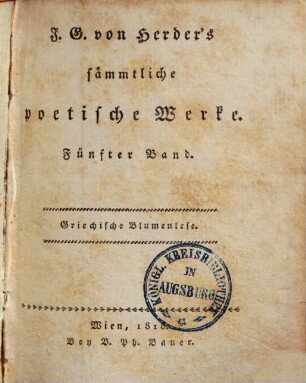 J. G. von Herder's
sämmtliche
poetische Werke.
Fünfter Band.
Griechische Blumenlese.
KÖNIGL. KREISBIBLIOTHEK
IN
AUGSBURG
Wien,
Bey B. Ph. Bauer.